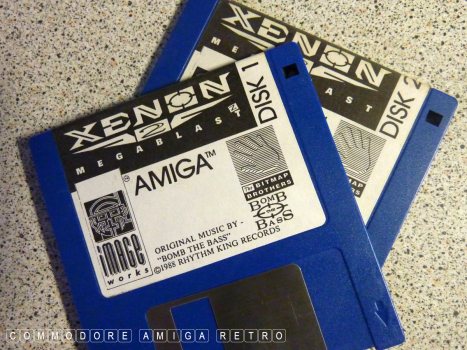 XENON
2
MEGABLAST
DISK 1
AMIGA™
image
works
The
BITMAP
BROTHERS
BOMB
THE
BASS
ORIGINAL MUSIC BY -
"BOMB THE BASS"
©1988 RHYTHM KING RECORDS
XENON
2
MEGABLAST
DISK 2
COMMODORE AMIGA RETRO